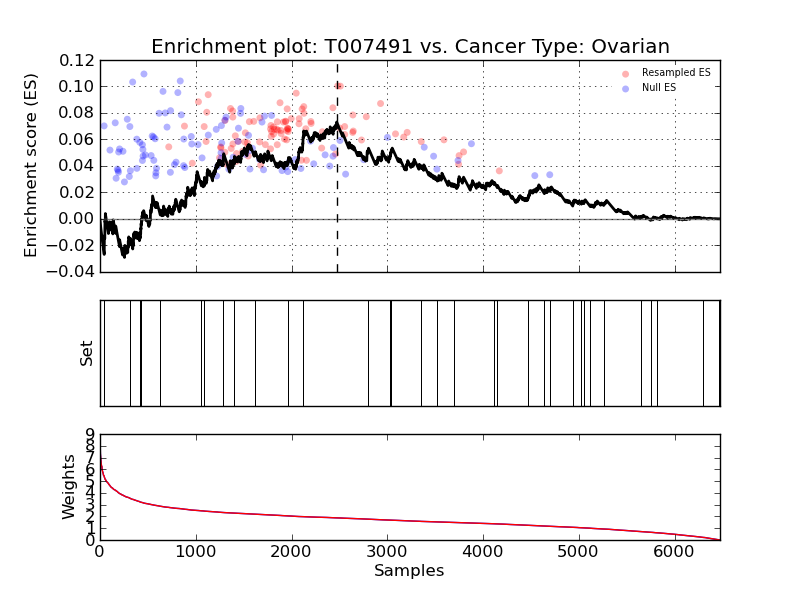 Enrichment plot: T007491 vs. Cancer Type: Ovarian
Enrichment score (ES)
0.12
0.10
0.08
0.06
0.04
0.02
0.00
−0.02
−0.04
Resampled ES
Null ES
Set
Weights
9
8
7
6
5
4
3
2
1
0
0 1000 2000 3000 4000 5000 6000
Samples